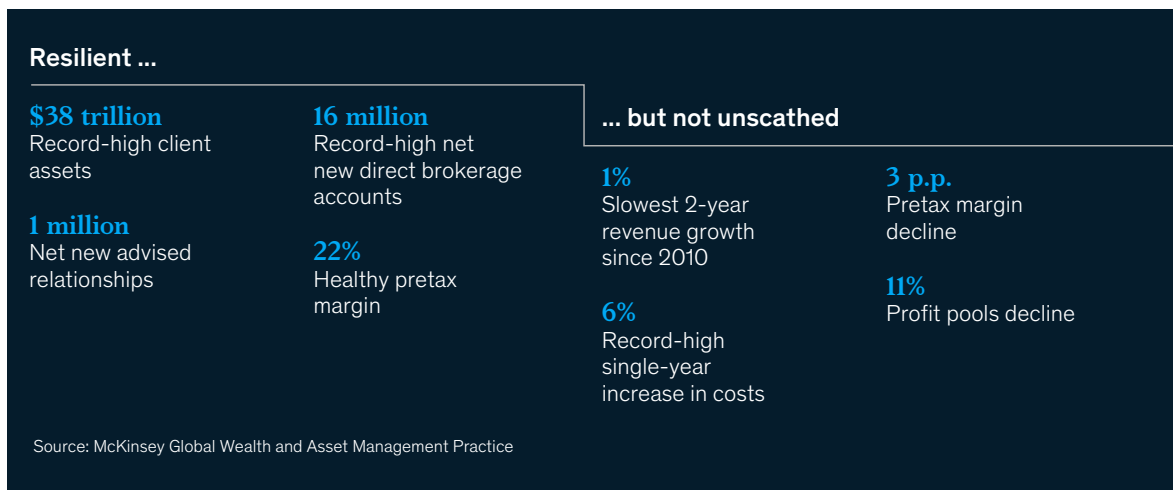 Resilient ...
$38 trillion
Record-high client
assets
1 million
Net new advised
relationships
16 million
Record-high net
new direct brokerage
accounts
22%
Healthy pretax
margin
... but not unscathed
1%
Slowest 2-year
revenue growth
since 2010
6%
Record-high
single-year
increase in costs
3 p.p.
Pretax margin
decline
11%
Profit pools decline
Source: McKinsey Global Wealth and Asset Management Practice